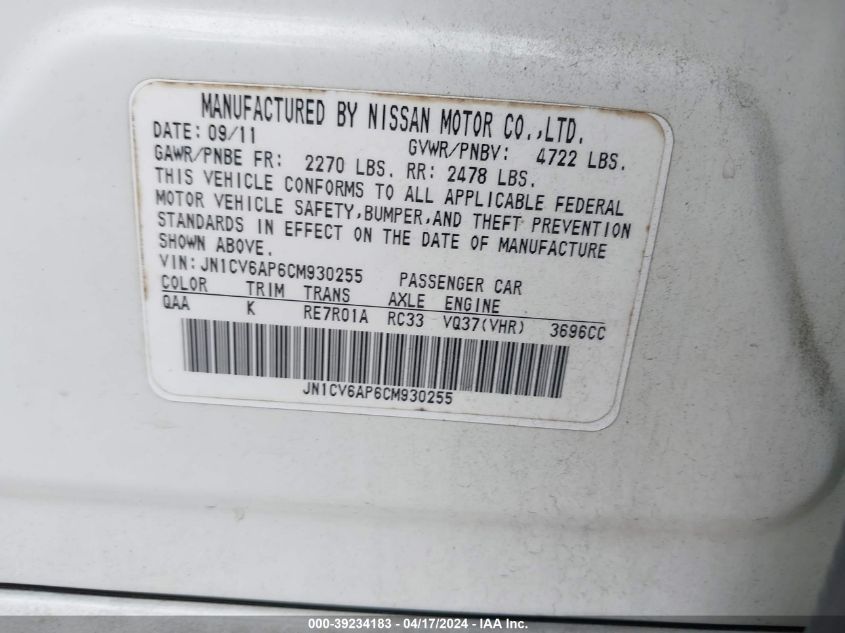 MANUFACTURED BY NISSAN MOTOR CO.,LTD.
DATE: 09/11 GVWR/PNBV: 4722 LBS.
GAWR/PNBE FR: 2270 LBS. RR: 2478 LBS.
THIS VEHICLE CONFORMS TO ALL APPLICABLE FEDERAL
MOTOR VEHICLE SAFETY,BUMPER,AND THEFT PREVENTION
STANDARDS IN EFFECT ON THE DATE OF MANUFACTURE
SHOWN ABOVE.
VIN: JN1CV6AP6CM930255 PASSENGER CAR
COLOR TRIM TRANS AXLE ENGINE
QAA K RE7R01A RC33 VQ37(VHR) 3696CC
JN1CV6AP6CM930255
000-39234183 - 04/17/2024 - IAA Inc.